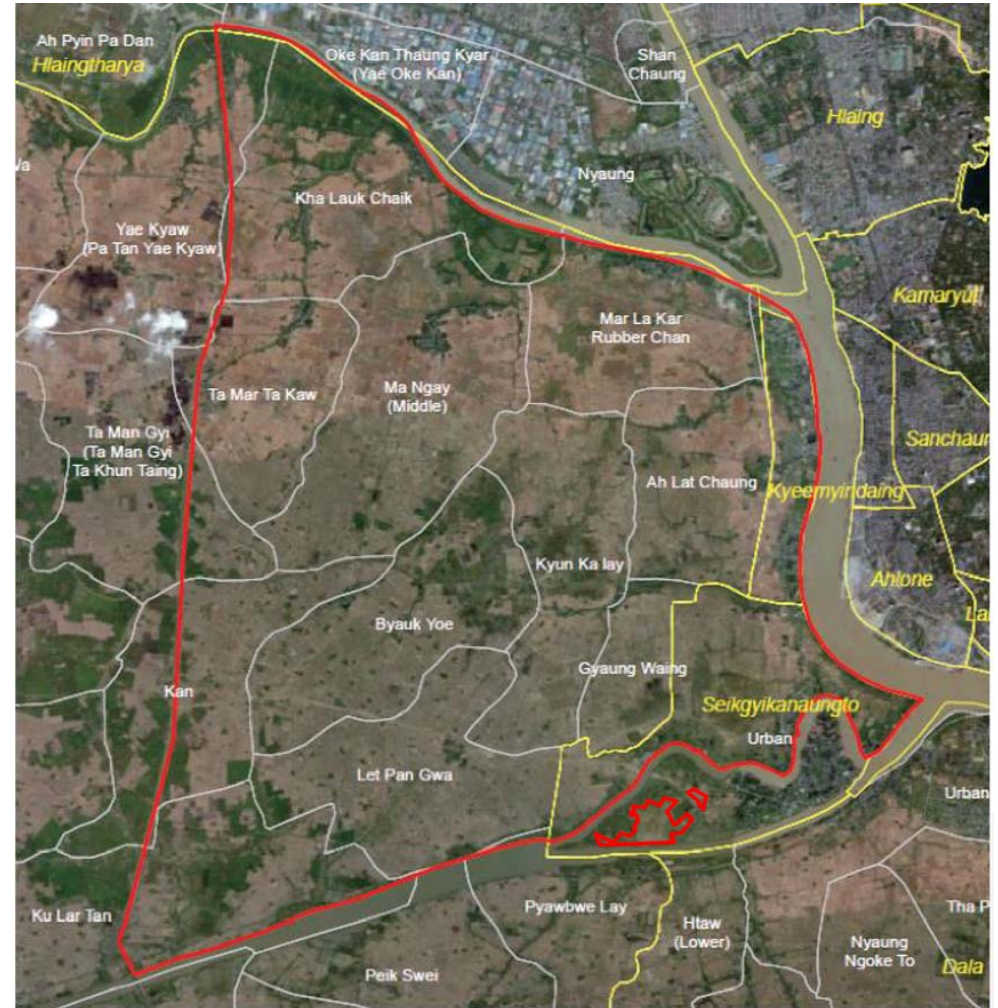 Ah Pyin Pa Dan
Hlaingtharya
Oke Kan Thaung Kyar
(Yae Oke Kan)
Shan
Chaung
Hlaing
Nyaung
Kha Lauk Chaik
Yae Kyaw
(Pa Tan Yae Kyaw)
Kamaryut
Mar La Kar
Rubber Chan
Ta Mar Ta Kaw
Ma Ngay
(Middle)
Ta Man Gyi
(Ta Man Gyi
Ta Khun Taing)
Sanchaun
Ah Lat Chaung
Kyeemyindaing
Kyun Ka lay
Ahlone
La
Byauk Yoe
Gyaung Waing
Kan
Seikgyikanaungto
Urban
Let Pan Gwa
Urban
Ku Lar Tan
Pyawbwe Lay
Htaw
(Lower)
Tha P
Nyaung
Ngoke To
Dala
Peik Swei